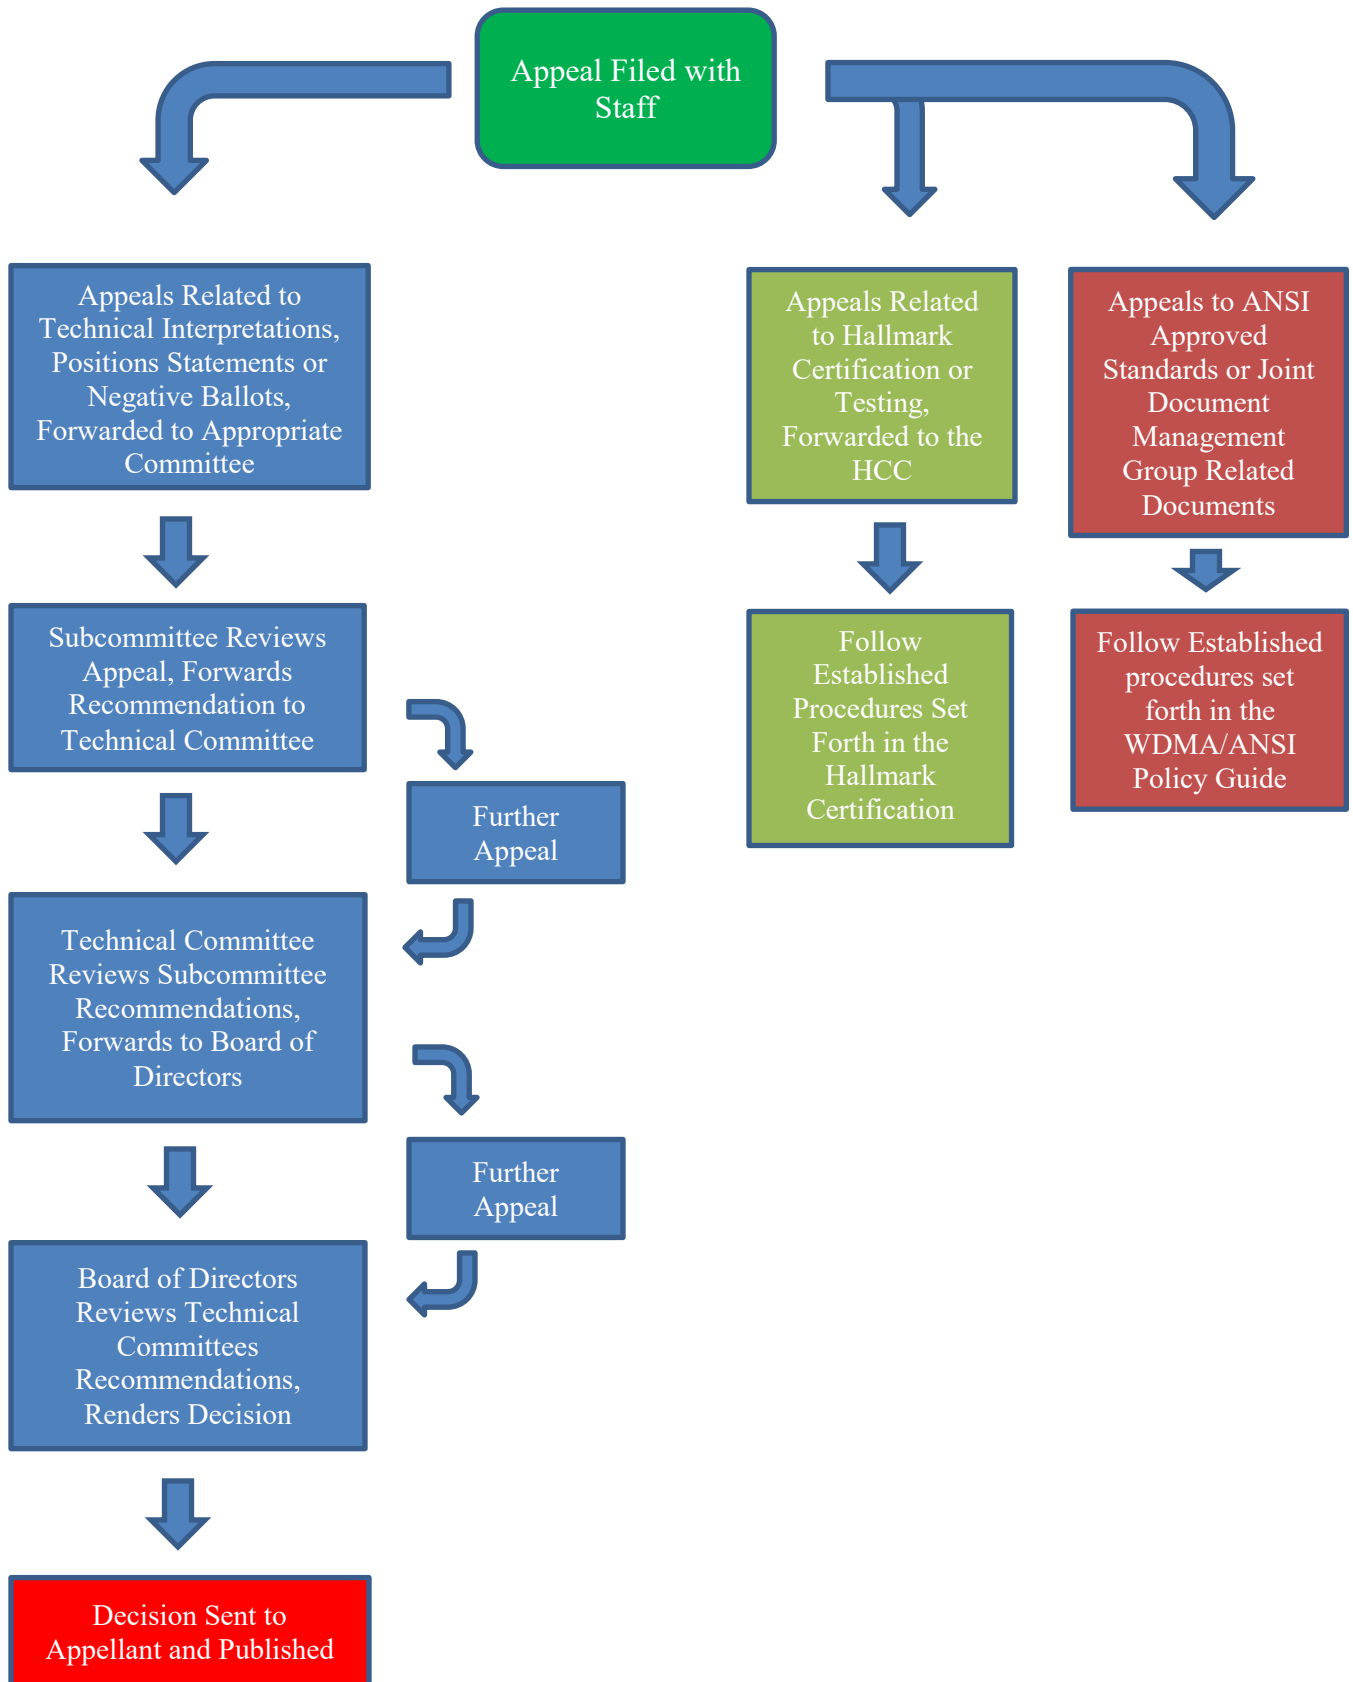 Appeal Filed with
Staff
Appeals Related to
Technical Interpretations,
Positions Statements or
Negative Ballots,
Forwarded to Appropriate
Committee
Appeals Related
to Hallmark
Certification or
Testing,
Forwarded to the
HCC
Appeals to ANSI
Approved
Standards or Joint
Document
Management
Group Related
Documents
Subcommittee Reviews
Appeal, Forwards
Recommendation to
Technical Committee
Follow
Established
Procedures Set
Forth in the
Hallmark
Certification
Follow Established
procedures set
forth in the
WDMA/ANSI
Policy Guide
Further
Appeal
Technical Committee
Reviews Subcommittee
Recommendations,
Forwards to Board of
Directors
Further
Appeal
Board of Directors
Reviews Technical
Committees
Recommendations,
Renders Decision
Decision Sent to
Appellant and Published